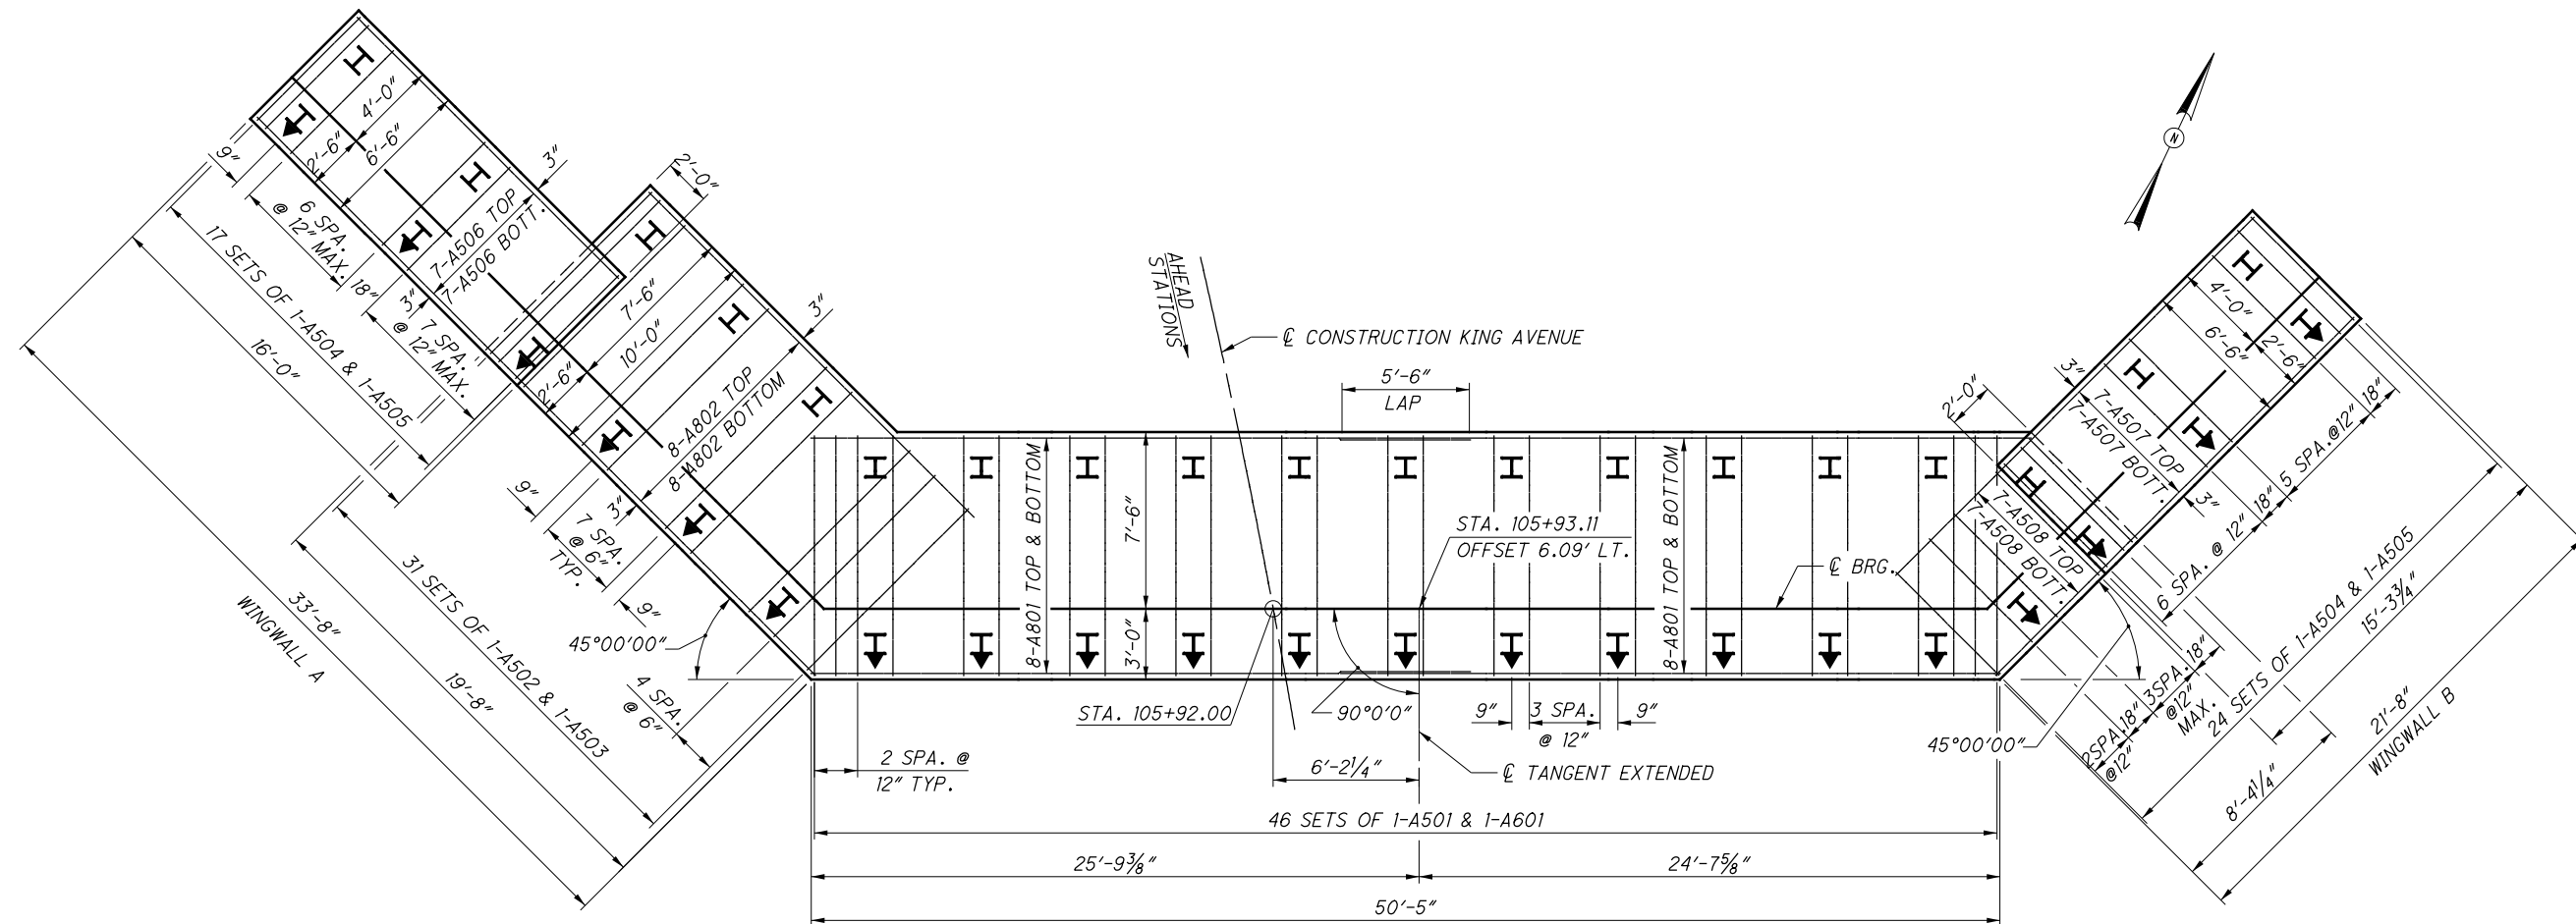 9"
2'-6"
4'-0"
6'-6"
3"
6 SPA.
@ 12" MAX.
18"
3"
7 SPA.
@ 12" MAX.
7-A506 TOP
7-A506 BOTT.
17 SETS OF 1-A504 & 1-A505
16'-0"
33'-8"
WINGWALL A
2'-0"
7'-6"
2'-6"
10'-0"
3"
8-A802 TOP
8-A802 BOTTOM
9"
7 SPA.
@ 6"
TYP.
3"
9"
31 SETS OF 1-A502 & 1-A503
19'-8"
45°00'00"
4 SPA.
@ 6"
AHEAD
STATIONS
℄ CONSTRUCTION KING AVENUE
5'-6"
LAP
8-A801 TOP & BOTTOM
7'-6"
3'-0"
STA. 105+93.11
OFFSET 6.09' LT.
8-A801 TOP & BOTTOM
℄ BRG.
STA. 105+92.00
90°0'0"
9"
3 SPA.
@ 12"
9"
2 SPA. @
12" TYP.
6'-2¼"
℄ TANGENT EXTENDED
46 SETS OF 1-A501 & 1-A601
25'-9⅜"
24'-7⅝"
50'-5"
N
4'-0"
2'-6"
6'-6"
3"
2'-0"
7-A507 TOP
7-A507 BOTT.
3"
7-A508 TOP
7-A508 BOTT.
18"
5 SPA.@12"
18"
6 SPA. @ 12"
18"
3SPA.
@12"
MAX.
18"
2SPA.
@12"
45°00'00"
24 SETS OF 1-A504 & 1-A505
15'-3¾"
8'-4¼"
21'-8"
WINGWALL B